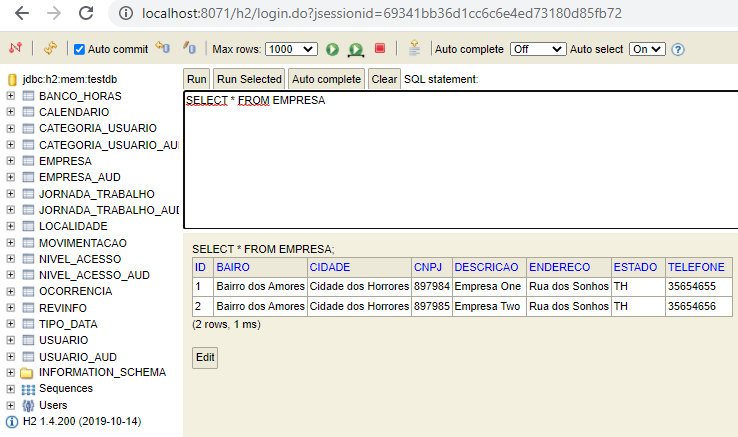 localhost:8071/h2/login.do?jsessionid=69341bb36d1cc6c6e4ed73180d85fb72
Auto commit Max rows: 1000 Auto complete Off Auto select On ?
jdbc:h2:mem:testdb
BANCO_HORAS
CALENDARIO
CATEGORIA_USUARIO
CATEGORIA_USUARIO_AU
EMPRESA
EMPRESA_AUD
JORNADA_TRABALHO
JORNADA_TRABALHO_AUD
LOCALIDADE
MOVIMENTACAO
NIVEL_ACESSO
NIVEL_ACESSO_AUD
OCORRENCIA
REVINFO
TIPO_DATA
USUARIO
USUARIO_AUD
INFORMATION_SCHEMA
Sequences
Users
H2 1.4.200 (2019-10-14)
Run Run Selected Auto complete Clear SQL statement:
SELECT * FROM EMPRESA
SELECT * FROM EMPRESA;
ID BAIRO CIDADE CNPJ DESCRICAO ENDERECO ESTADO TELEFONE
1 Bairro dos Amores Cidade dos Horrores 897984 Empresa One Rua dos Sonhos TH 35654655
2 Bairro dos Amores Cidade dos Horrores 897985 Empresa Two Rua dos Sonhos TH 35654656
(2 rows, 1 ms)
Edit